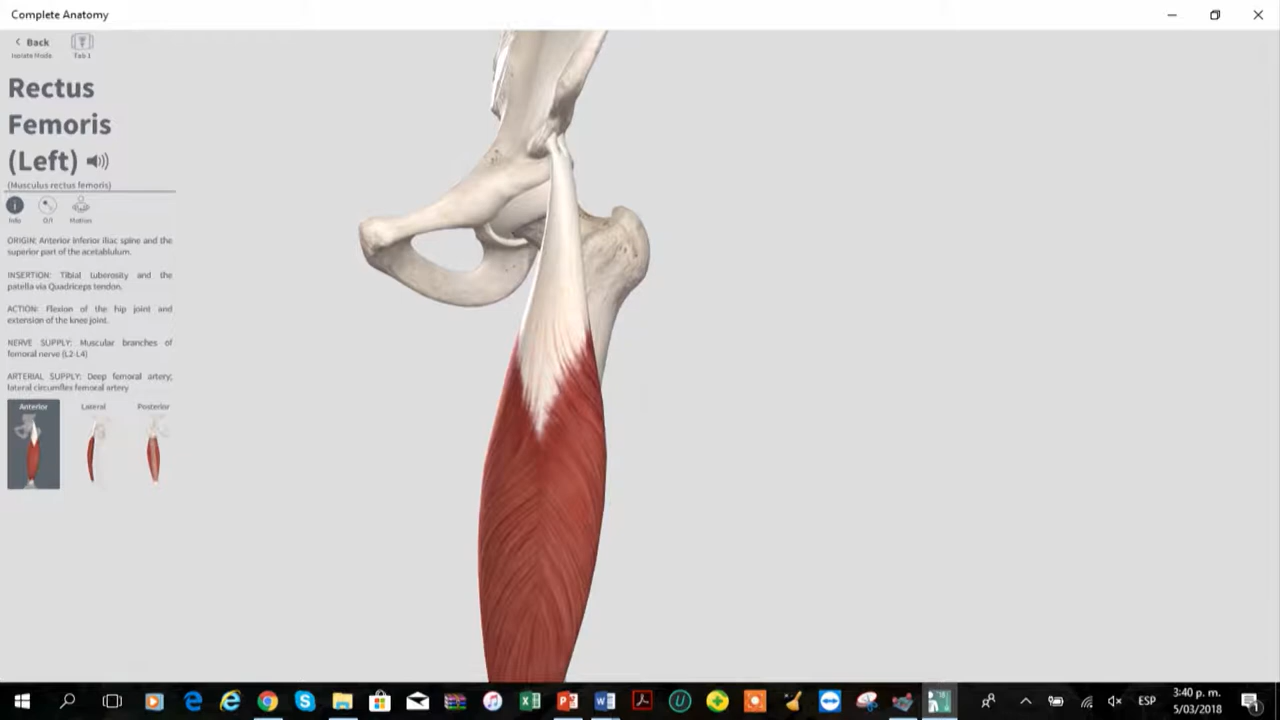 Complete Anatomy
Back
Isolate Mode
Tab 1
Rectus
Femoris
(Left)
(Musculus rectus femoris)
Info
O/I
Motion
ORIGIN: Anterior inferior iliac spine and the
superior part of the acetablulum.
INSERTION: Tibial tuberosity and the
patella via Quadriceps tendon.
ACTION: Flexion of the hip joint and
extension of the knee joint.
NERVE SUPPLY: Muscular branches of
femoral nerve (L2-L4)
ARTERIAL SUPPLY: Deep femoral artery;
lateral circumflex femoral artery
Anterior
Lateral
Posterior
ESP
3:40 p. m.
5/03/2018